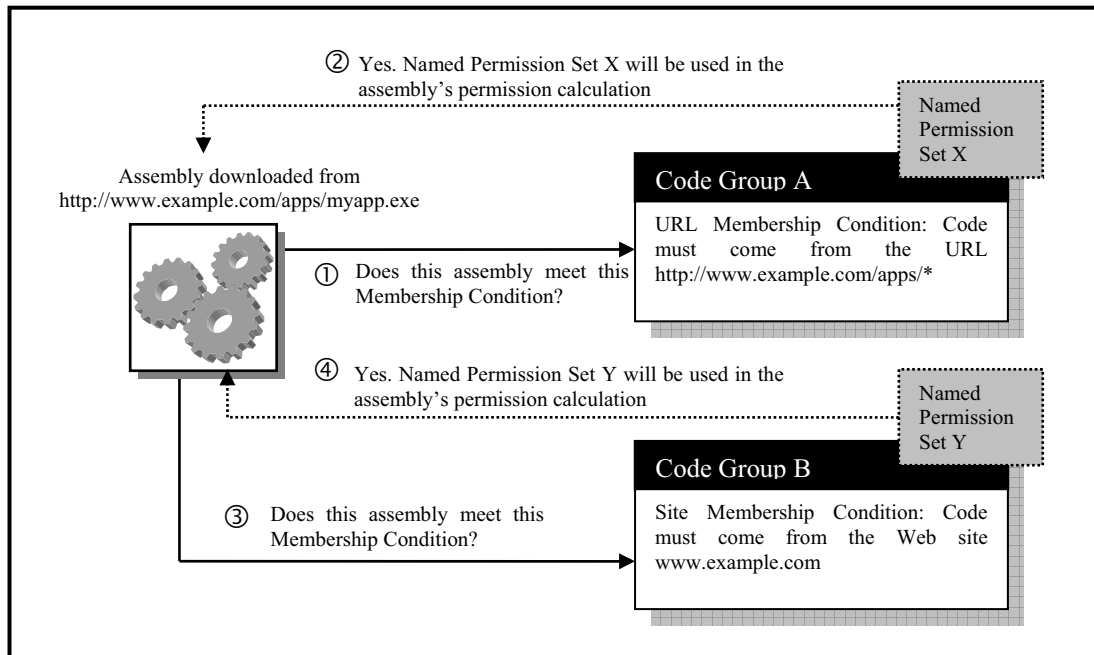 ② Yes. Named Permission Set X will be used in the
assembly’s permission calculation
Named
Permission
Set X
Assembly downloaded from
http://www.example.com/apps/myapp.exe
Code Group A
URL Membership Condition: Code
must come from the URL
http://www.example.com/apps/*
① Does this assembly meet this
Membership Condition?
④ Yes. Named Permission Set Y will be used in the
assembly’s permission calculation
Named
Permission
Set Y
Code Group B
③ Does this assembly meet this
Membership Condition?
Site Membership Condition: Code
must come from the Web site
www.example.com